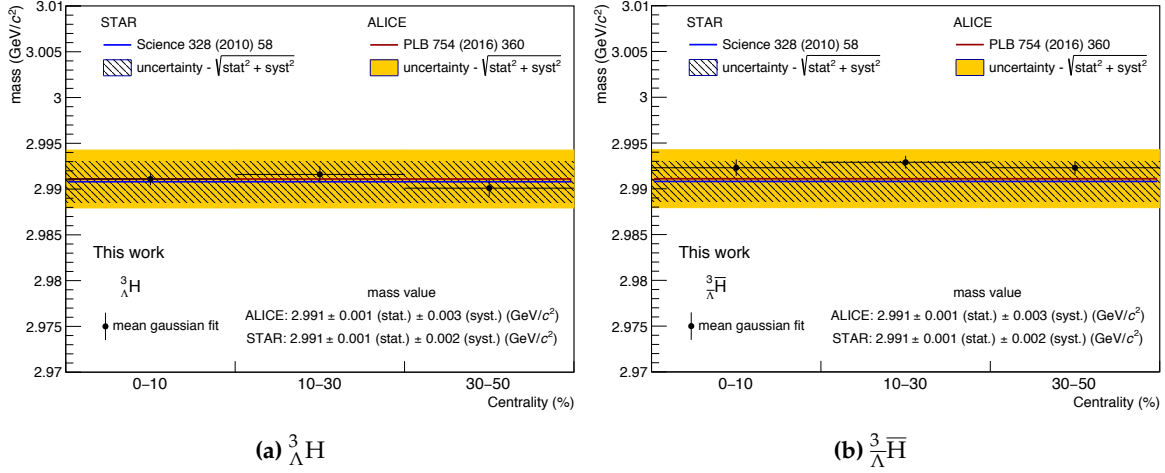 mass (GeV/c²)
3.01
3.005
3
2.995
2.99
2.985
2.98
2.975
2.97
STAR
ALICE
Science 328 (2010) 58
PLB 754 (2016) 360
uncertainty - √stat² + syst²
uncertainty - √stat² + syst²
This work
³ΛH
mean gaussian fit
mass value
ALICE: 2.991 ± 0.001 (stat.) ± 0.003 (syst.) (GeV/c²)
STAR: 2.991 ± 0.001 (stat.) ± 0.002 (syst.) (GeV/c²)
0−10
10−30
30−50
Centrality (%)
(a) ³ΛH
mass (GeV/c²)
3.01
3.005
3
2.995
2.99
2.985
2.98
2.975
2.97
STAR
ALICE
Science 328 (2010) 58
PLB 754 (2016) 360
uncertainty - √stat² + syst²
uncertainty - √stat² + syst²
This work
³Λ̅H̅
mean gaussian fit
mass value
ALICE: 2.991 ± 0.001 (stat.) ± 0.003 (syst.) (GeV/c²)
STAR: 2.991 ± 0.001 (stat.) ± 0.002 (syst.) (GeV/c²)
0−10
10−30
30−50
Centrality (%)
(b) ³Λ̅H̅